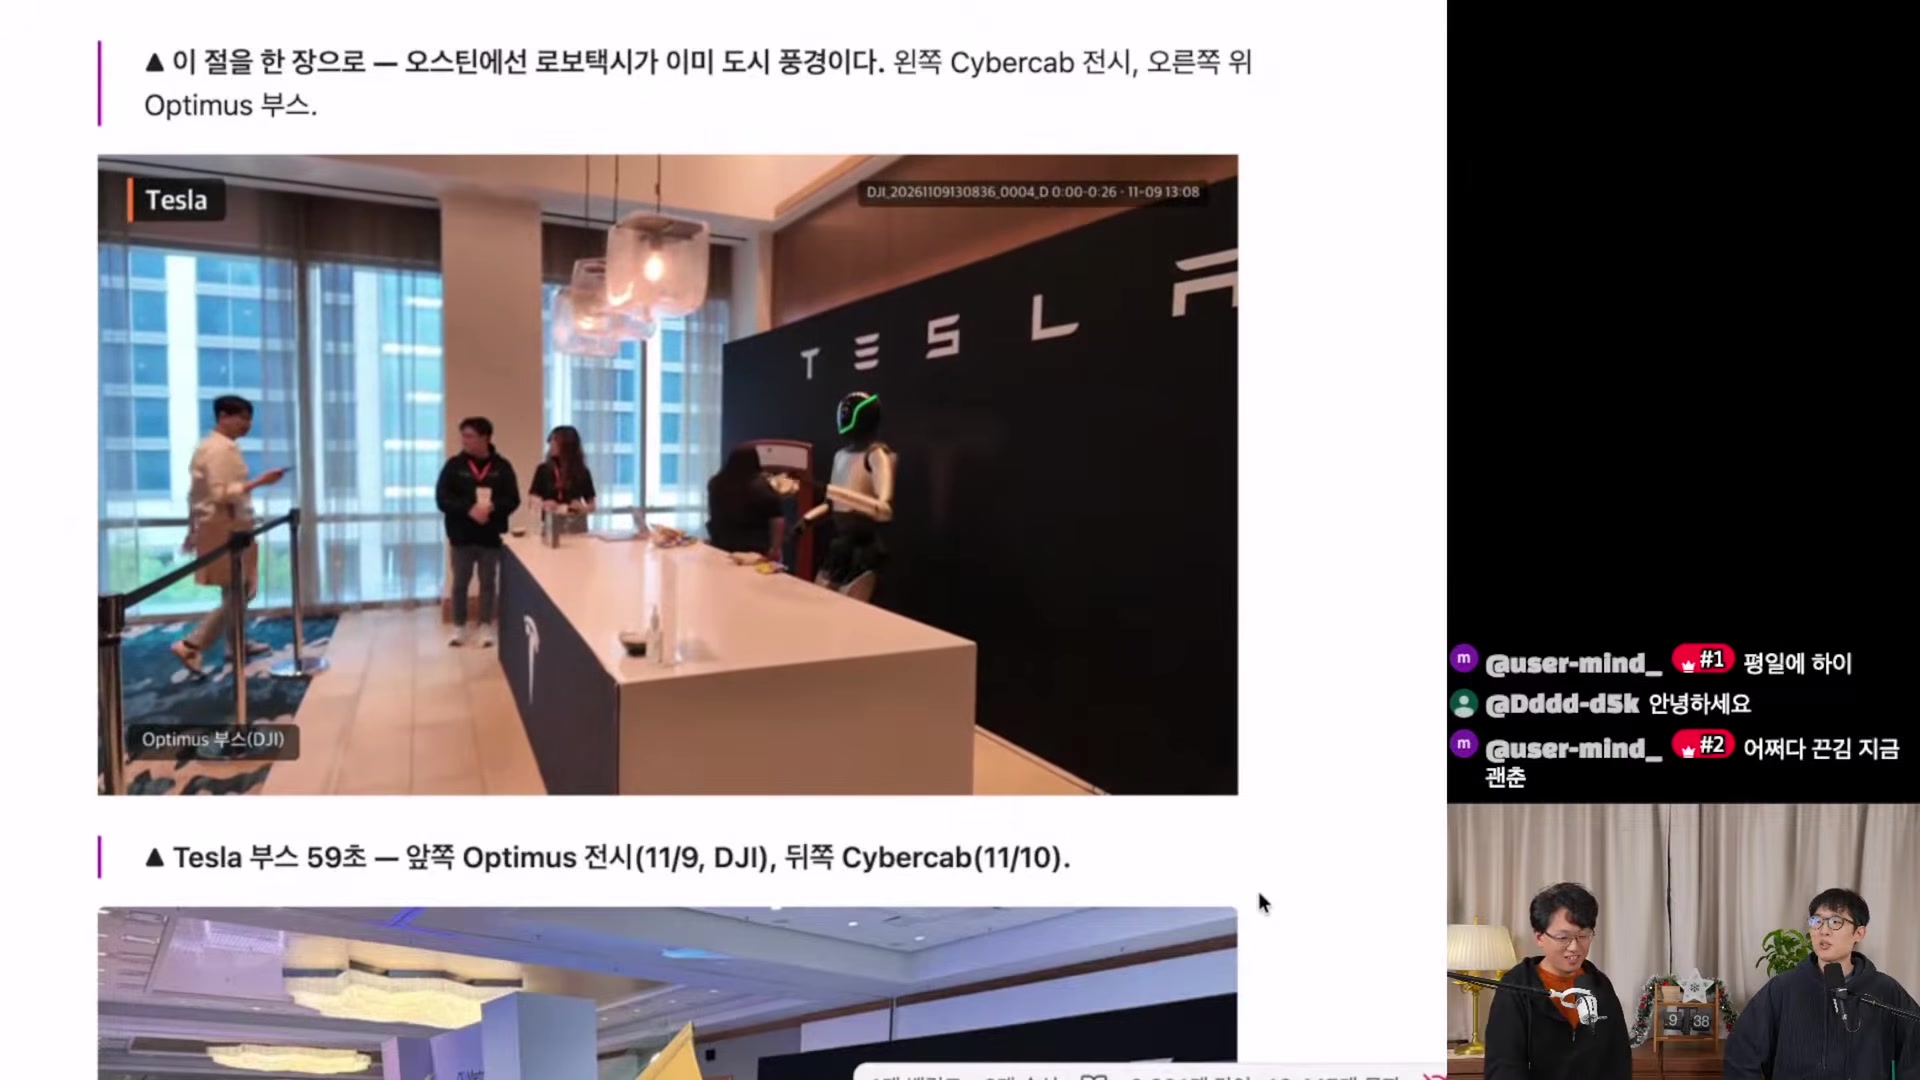 ▲ 이 절을 한 장으로 — 오스틴에선 로보택시가 이미 도시 풍경이다. 왼쪽 Cybercab 전시, 오른쪽 위
Optimus 부스.
Tesla
DJI_20261109130836_0004_D 0:00-0:26 · 11-09 13:08
TESLA
Optimus 부스(DJI)
▲ Tesla 부스 59초 — 앞쪽 Optimus 전시(11/9, DJI), 뒤쪽 Cybercab(11/10).
m @user-mind_ #1 평일에 하이
@Dddd-d5k 안녕하세요
m @user-mind_ #2 어쩌다 끈김 지금
괜춘
9 38